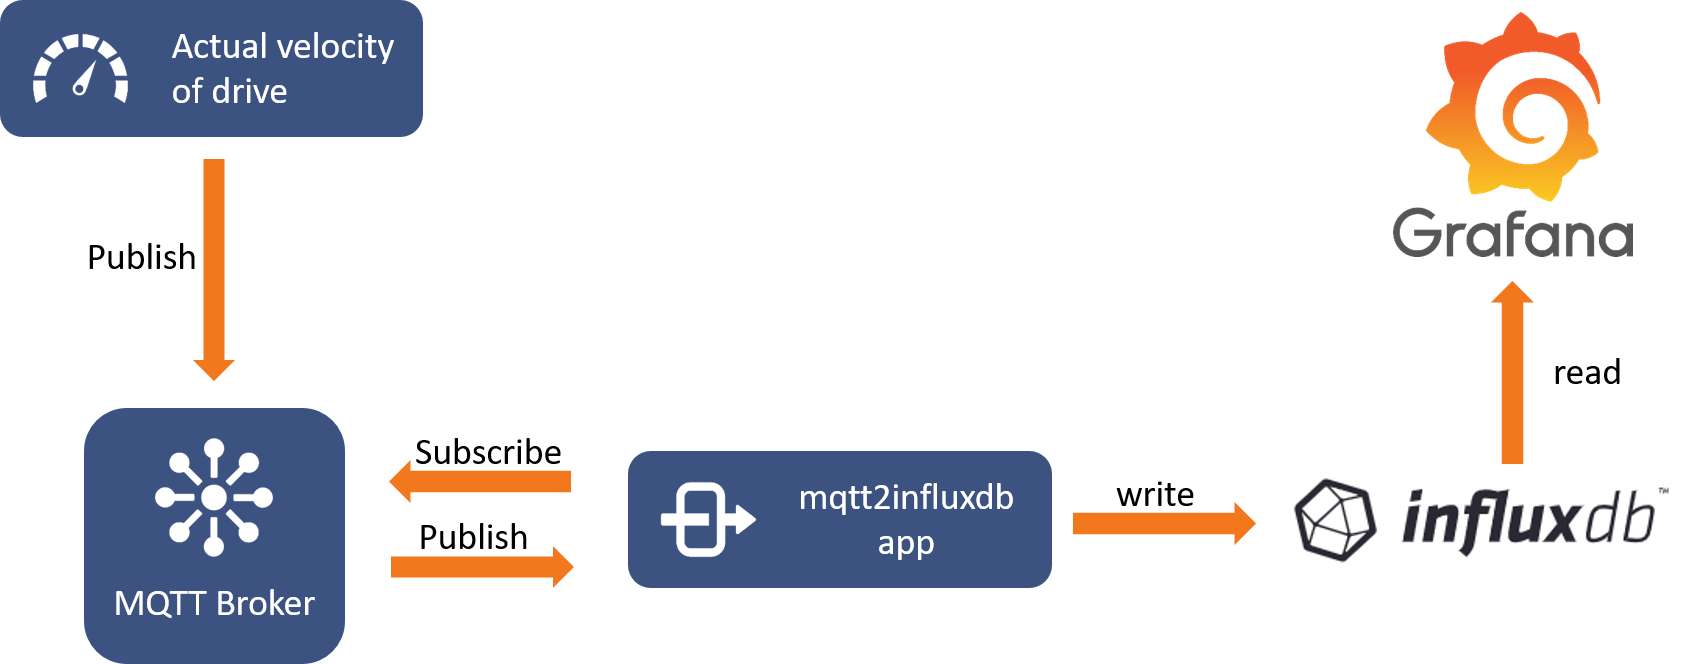 Actual velocity
of drive
Publish
Grafana
read
Subscribe
Publish
MQTT Broker
mqtt2influxdb
app
write
influxdb™